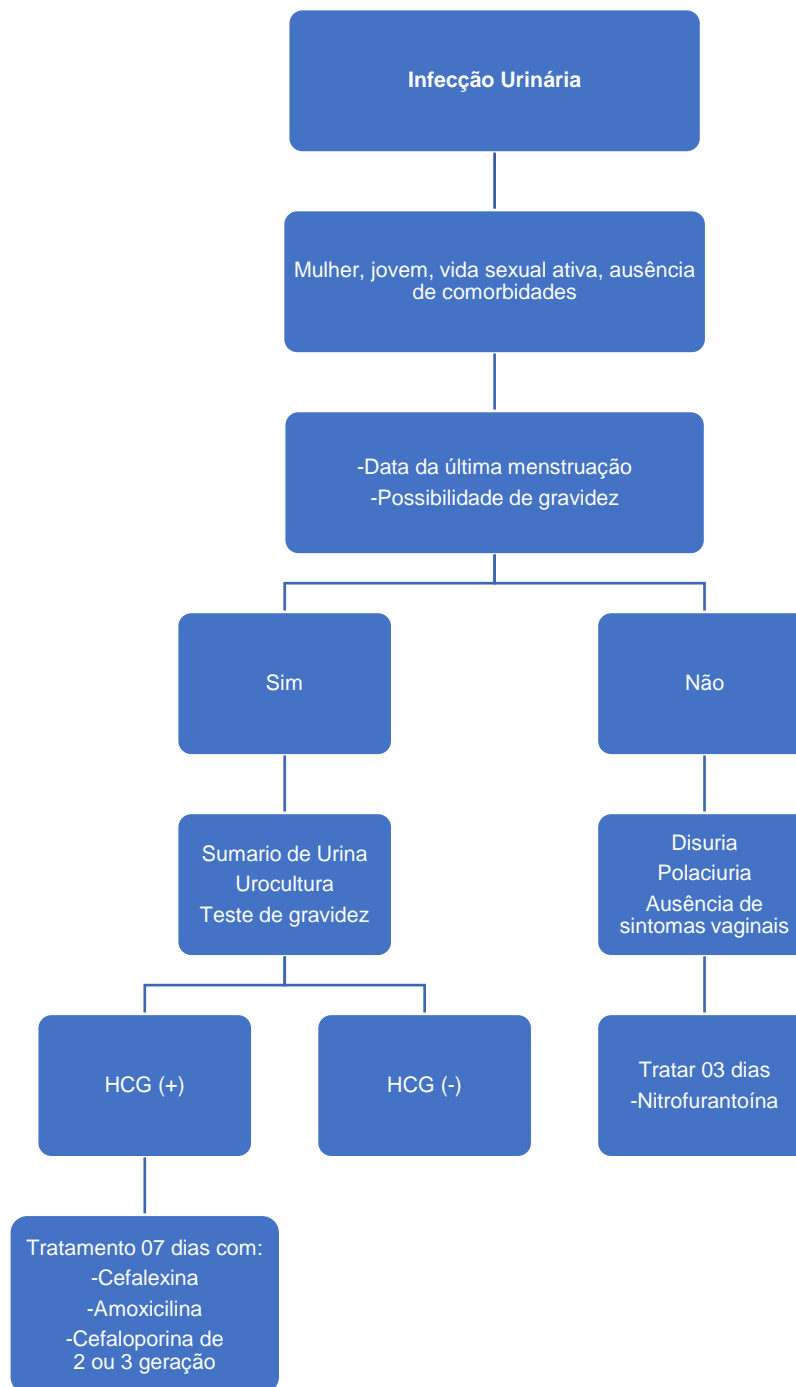 Infecção Urinária
Mulher, jovem, vida sexual ativa, ausência
de comorbidades
-Data da última menstruação
-Possibilidade de gravidez
Sim
Não
Sumario de Urina
Urocultura
Teste de gravidez
Disuria
Polaciuria
Ausência de
sintomas vaginais
HCG (+)
HCG (-)
Tratar 03 dias
-Nitrofurantoína
Tratamento 07 dias com:
-Cefalexina
-Amoxicilina
-Cefaloporina de
2 ou 3 geração